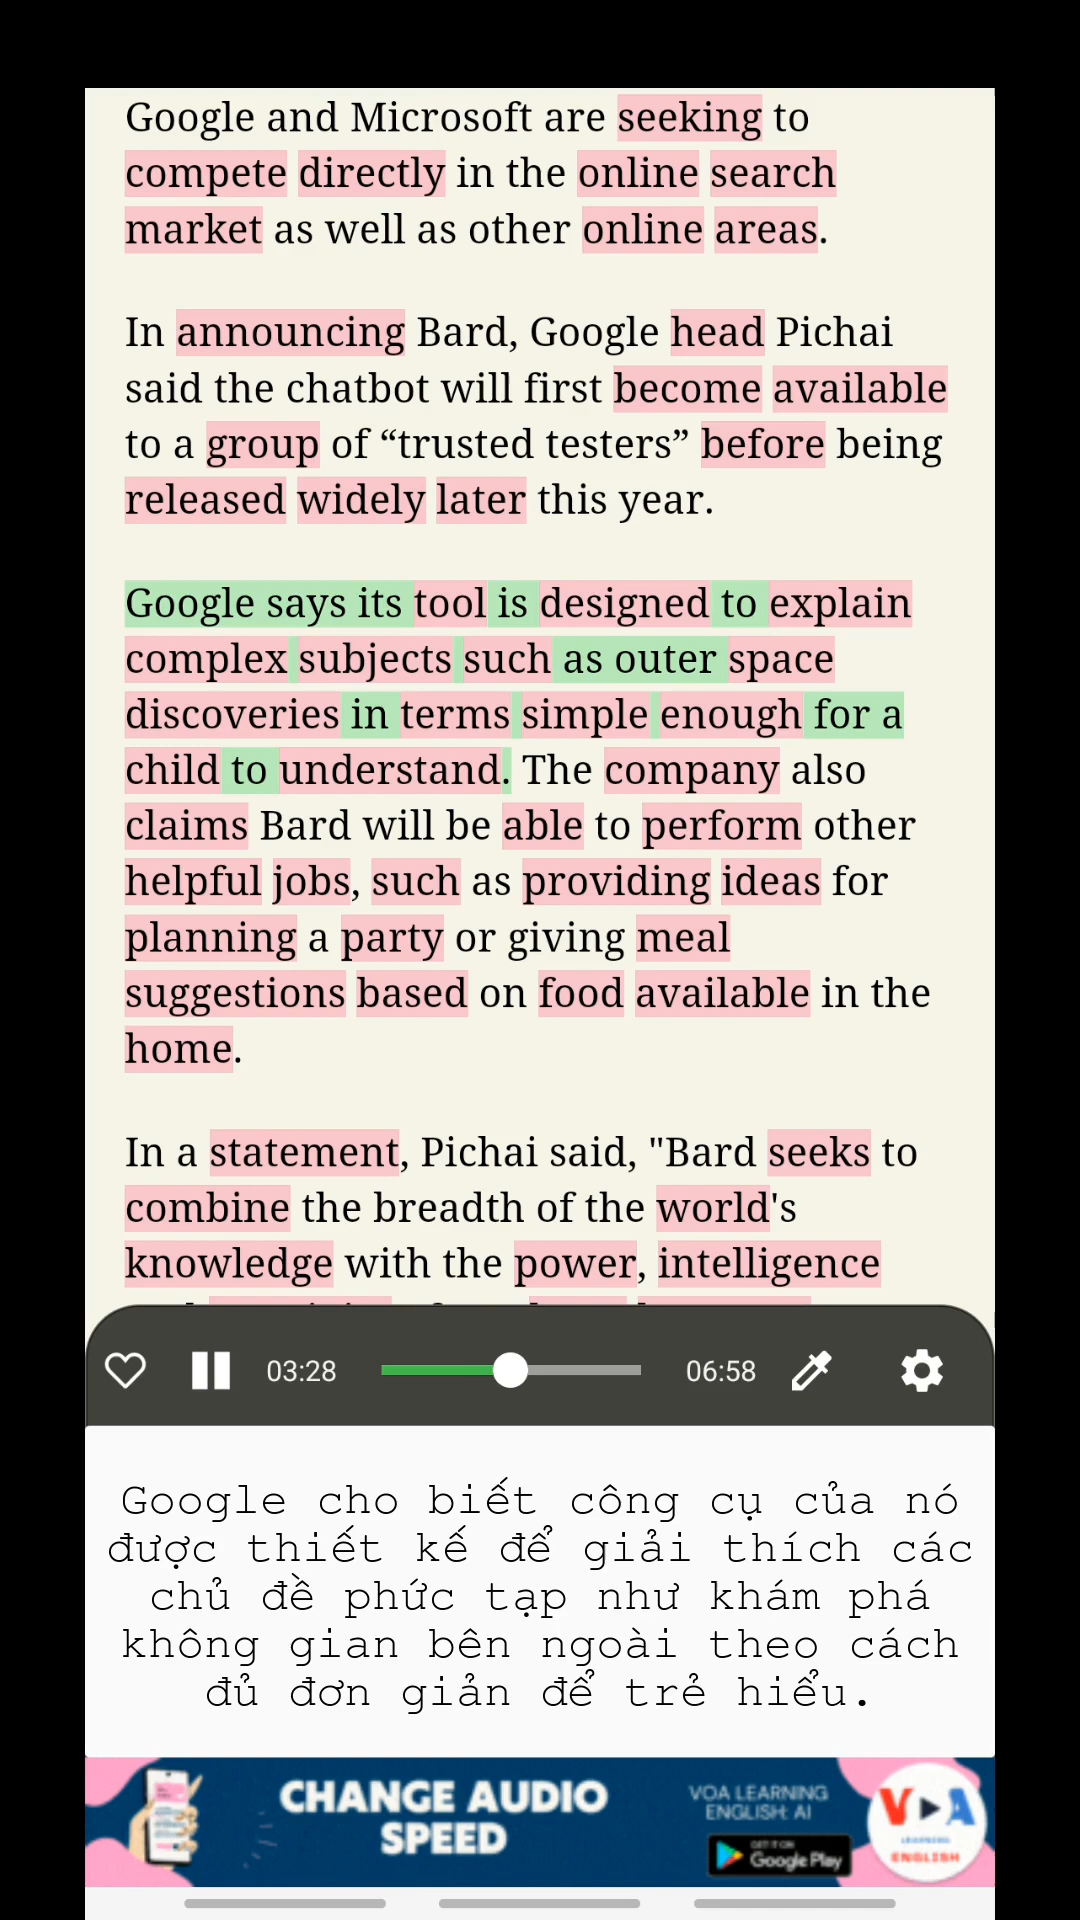 Google and Microsoft are seeking to
compete directly in the online search
market as well as other online areas.
In announcing Bard, Google head Pichai
said the chatbot will first become available
to a group of “trusted testers” before being
released widely later this year.
Google says its tool is designed to explain
complex subjects such as outer space
discoveries in terms simple enough for a
child to understand. The company also
claims Bard will be able to perform other
helpful jobs, such as providing ideas for
planning a party or giving meal
suggestions based on food available in the
home.
In a statement, Pichai said, "Bard seeks to
combine the breadth of the world's
knowledge with the power, intelligence
03:28
06:58
Google cho biết công cụ của nó
được thiết kế để giải thích các
chủ đề phức tạp như khám phá
không gian bên ngoài theo cách
đủ đơn giản để trẻ hiểu.
CHANGE AUDIO
SPEED
VOA LEARNING
ENGLISH: AI
GET IT ON
Google Play
VOA
LEARNING
ENGLISH